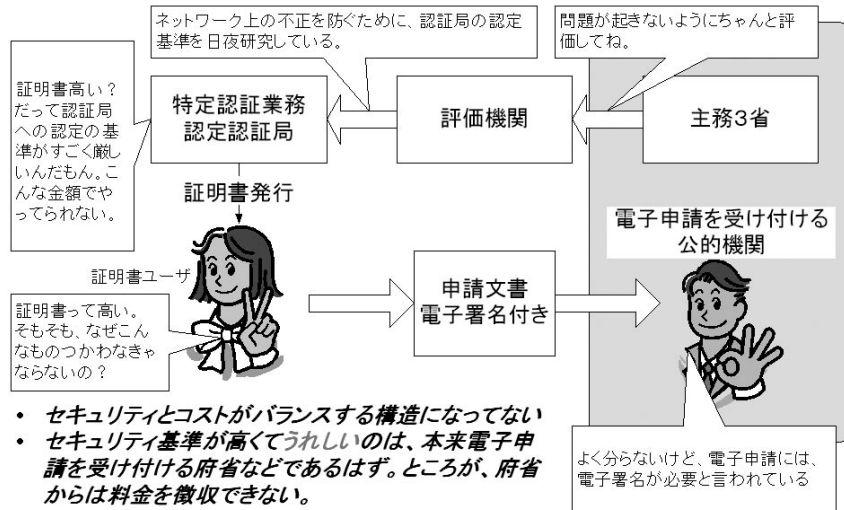 ネットワーク上の不正を防ぐために、認証局の認定
基準を日夜研究している。
問題が起きないようにちゃんと評
価してね。
証明書高い？
だって認証局
への認定の基
準がすごく厳し
いんだもん。こ
んな金額でや
ってられない。
特定認証業務
認定認証局
評価機関
主務３省
証明書発行
電子申請を受け付ける
公的機関
証明書ユーザ
証明書って高い。
そもそも、なぜこん
なものつかわなきゃ
ならないの？
申請文書
電子署名付き
よく分らないけど、電子申請には、
電子署名が必要と言われている
• セキュリティとコストがバランスする構造になってない
• セキュリティ基準が高くてうれしいのは、本来電子申
請を受け付ける府省などであるはず。ところが、府省
からは料金を徴収できない。